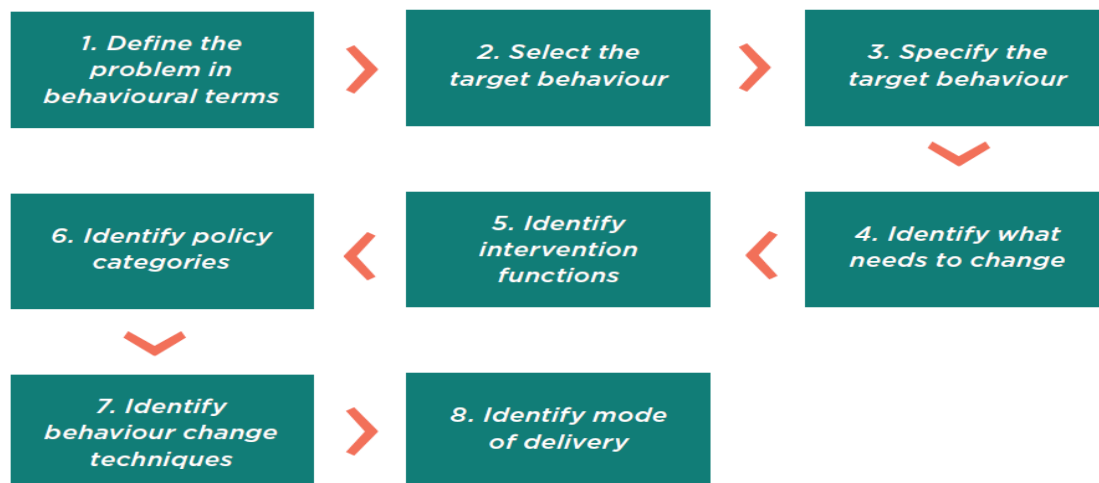 1. Define the
problem in
behavioural terms
2. Select the
target behaviour
3. Specify the
target behaviour
4. Identify what
needs to change
5. Identify
intervention
functions
6. Identify policy
categories
7. Identify
behaviour change
techniques
8. Identify mode
of delivery